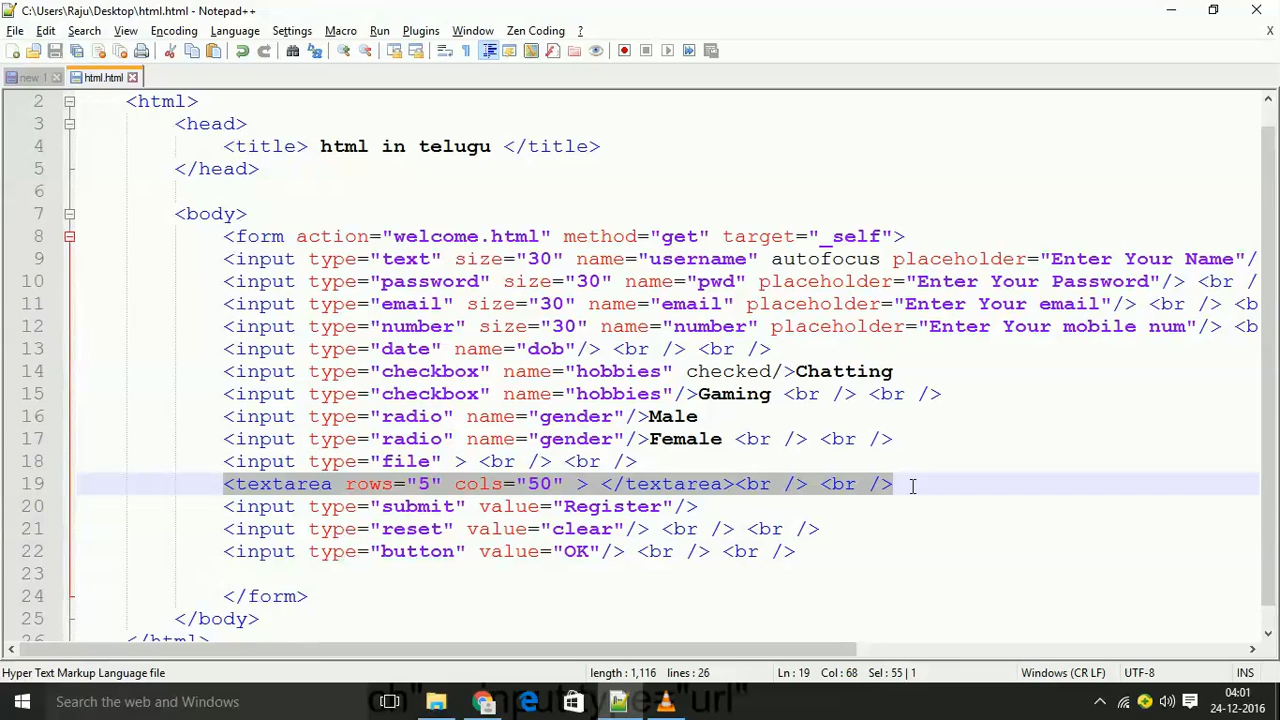 C:\Users\Raju\Desktop\html.html - Notepad++
File Edit Search View Encoding Language Settings Macro Run Plugins Window Zen Coding ? X
new 1 html.html
2 <html>
3 <head>
4 <title> html in telugu </title>
5 </head>
6
7 <body>
8 <form action="welcome.html" method="get" target="_self">
9 <input type="text" size="30" name="username" autofocus placeholder="Enter Your Name"/
10 <input type="password" size="30" name="pwd" placeholder="Enter Your Password"/> <br /
11 <input type="email" size="30" name="email" placeholder="Enter Your email"/> <br /> <b
12 <input type="number" size="30" name="number" placeholder="Enter Your mobile num"/> <b
13 <input type="date" name="dob"/> <br /> <br />
14 <input type="checkbox" name="hobbies" checked/>Chatting
15 <input type="checkbox" name="hobbies"/>Gaming <br /> <br />
16 <input type="radio" name="gender"/>Male
17 <input type="radio" name="gender"/>Female <br /> <br />
18 <input type="file" > <br /> <br />
19 <textarea rows="5" cols="50" > </textarea><br /> <br />
20 <input type="submit" value="Register"/>
21 <input type="reset" value="clear"/> <br /> <br />
22 <input type="button" value="OK"/> <br /> <br />
23
24 </form>
25 </body>
26 </html>
Hyper Text Markup Language file length : 1,116 lines : 26 Ln : 19 Col : 68 Sel : 55 | 1 Windows (CR LF) UTF-8 INS
Search the web and Windows
04:01
24-12-2016